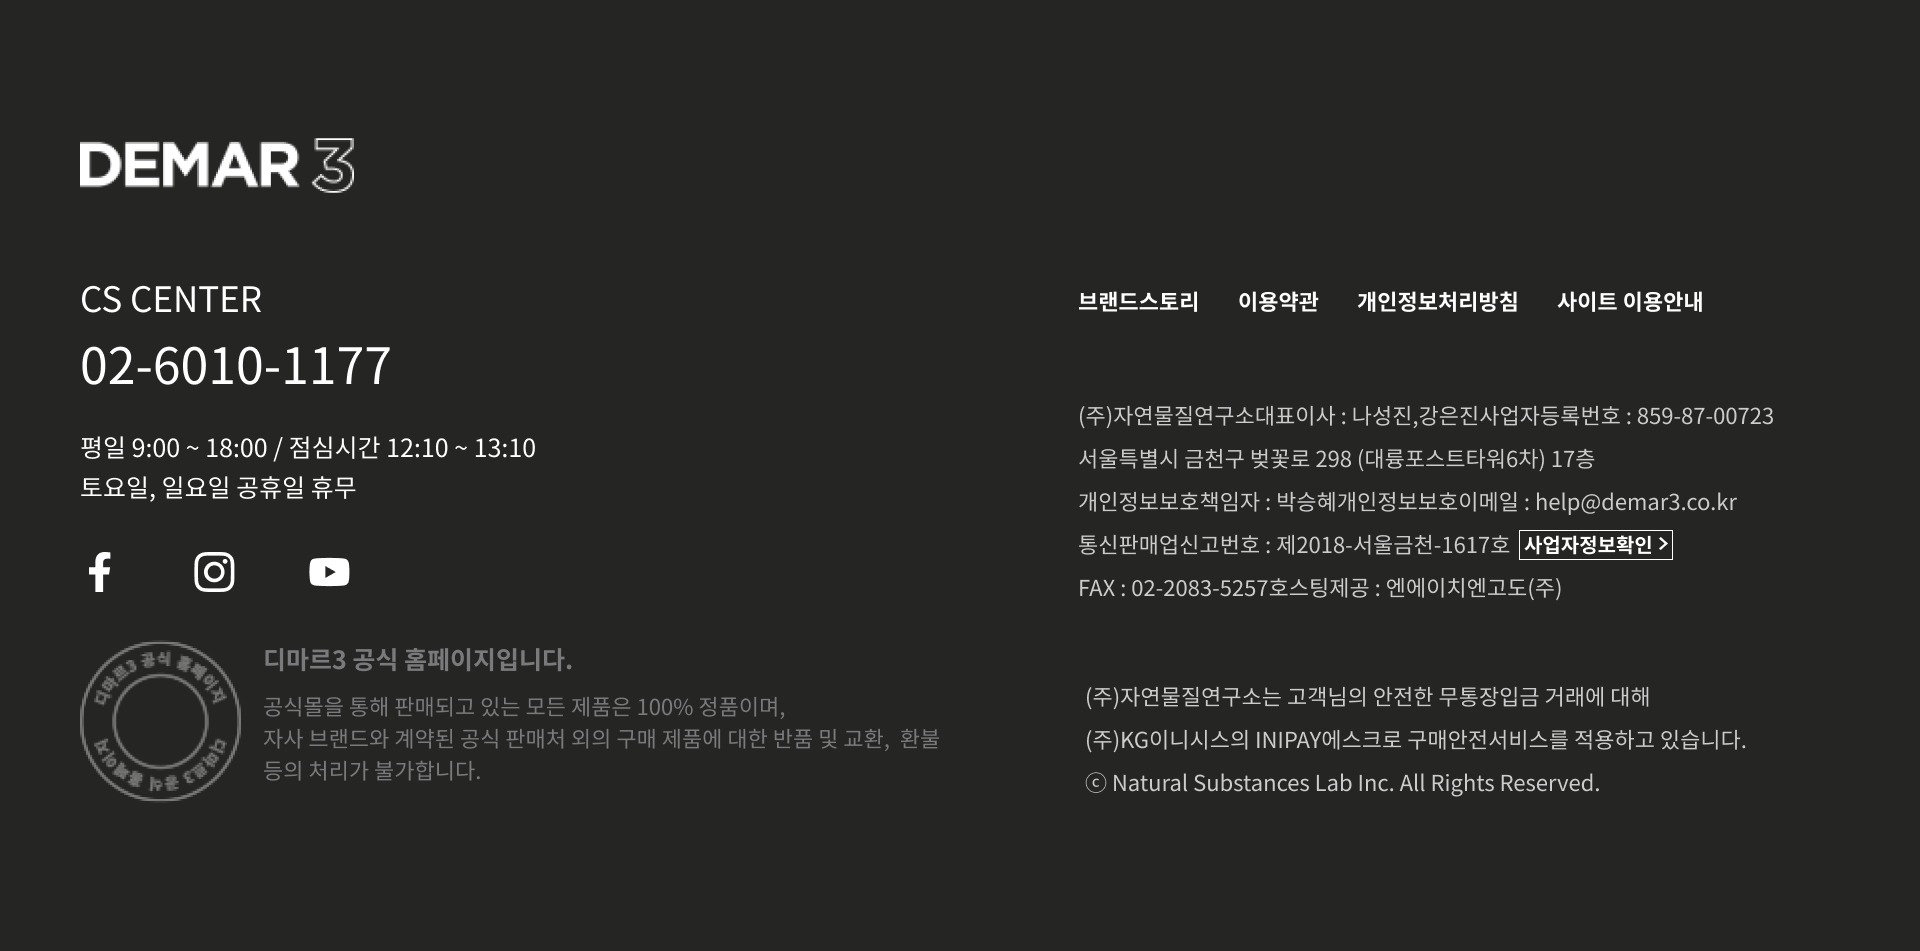 DEMAR 3
CS CENTER
02-6010-1177
평일 9:00 ~ 18:00 / 점심시간 12:10 ~ 13:10
토요일, 일요일 공휴일 휴무
디마르3 공식 홈페이지
디마르3 공식 홈페이지
디마르3 공식 홈페이지입니다.
공식몰을 통해 판매되고 있는 모든 제품은 100% 정품이며,
자사 브랜드와 계약된 공식 판매처 외의 구매 제품에 대한 반품 및 교환, 환불
등의 처리가 불가합니다.
브랜드스토리 이용약관 개인정보처리방침 사이트 이용안내
(주)자연물질연구소대표이사 : 나성진,강은진사업자등록번호 : 859-87-00723
서울특별시 금천구 벚꽃로 298 (대륭포스트타워6차) 17층
개인정보보호책임자 : 박승혜개인정보보호이메일 : help@demar3.co.kr
통신판매업신고번호 : 제2018-서울금천-1617호 사업자정보확인 >
FAX : 02-2083-5257호스팅제공 : 엔에이치엔고도(주)
(주)자연물질연구소는 고객님의 안전한 무통장입금 거래에 대해
(주)KG이니시스의 INIPAY에스크로 구매안전서비스를 적용하고 있습니다.
ⓒ Natural Substances Lab Inc. All Rights Reserved.